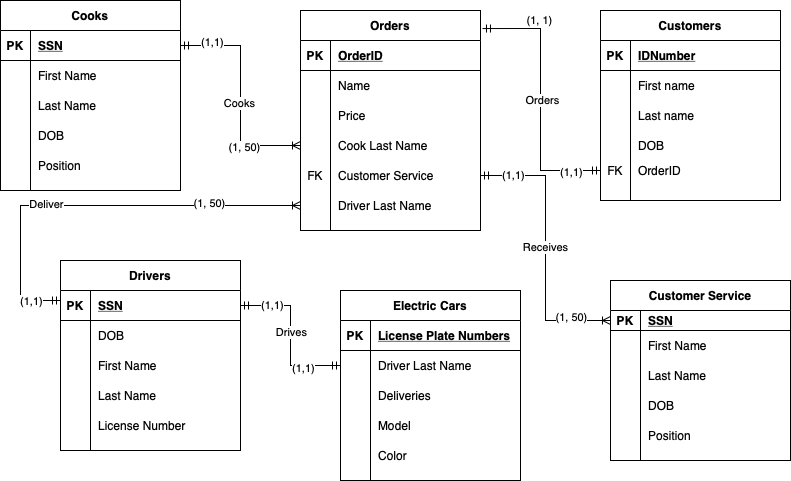 Cooks
PK SSN
First Name
Last Name
DOB
Position
(1,1)
Cooks
(1, 50)
Orders
PK OrderID
Name
Price
Cook Last Name
FK Customer Service
Driver Last Name
(1, 1)
Orders
(1,1)
Customers
PK IDNumber
First name
Last name
DOB
FK OrderID
(1,1)
Receives
(1, 50)
Deliver
(1, 50)
(1,1)
Drivers
PK SSN
DOB
First Name
Last Name
License Number
(1,1)
Drives
(1,1)
Electric Cars
PK License Plate Numbers
Driver Last Name
Deliveries
Model
Color
Customer Service
PK SSN
First Name
Last Name
DOB
Position